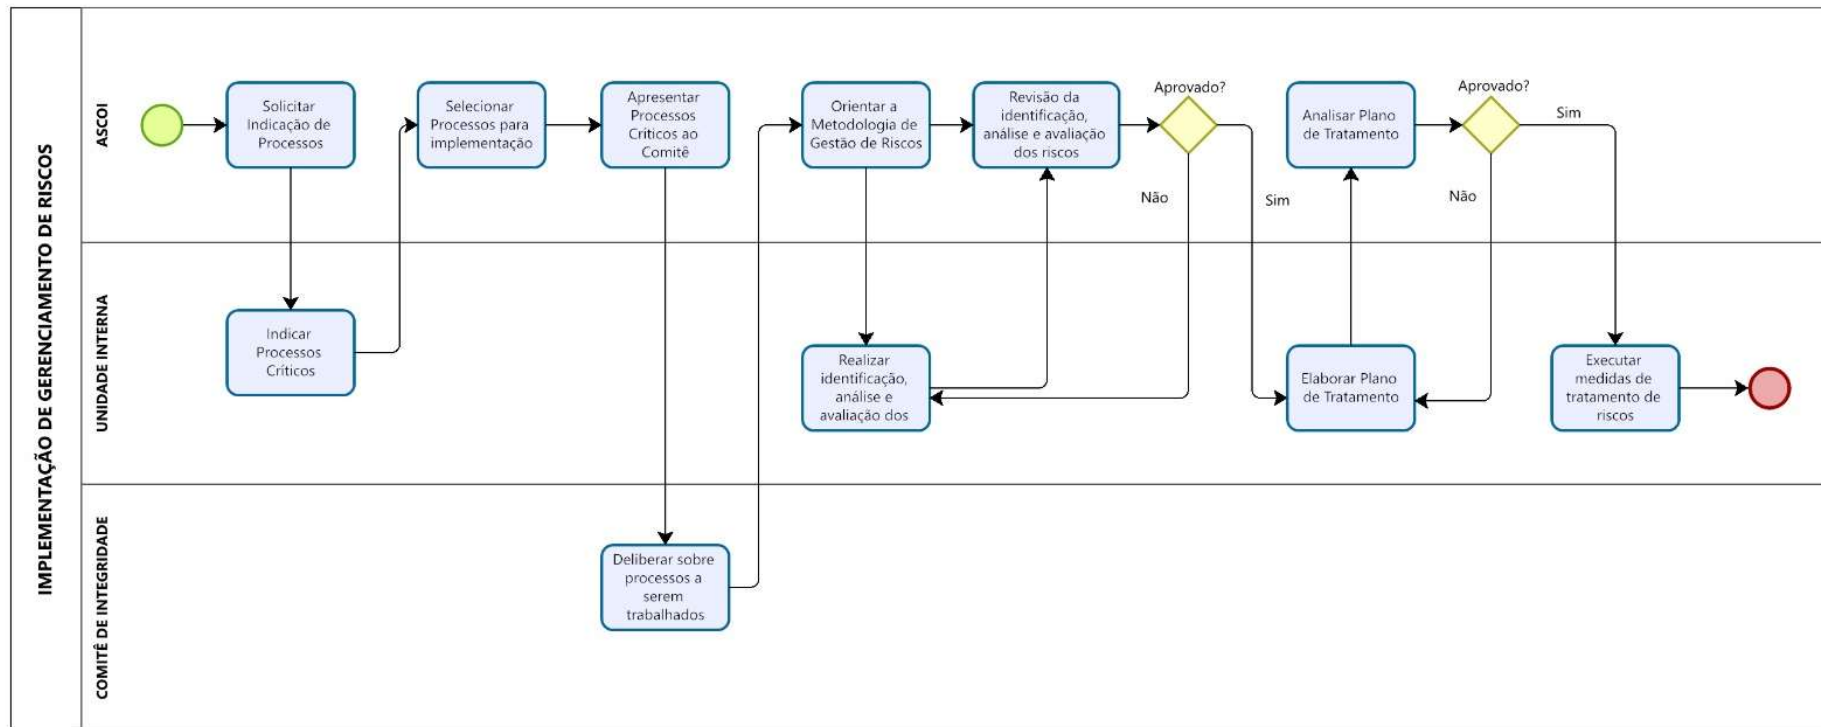 IMPLEMENTAÇÃO DE GERENCIAMENTO DE RISCOS
ASCOI
Solicitar
Indicação de
Processos
Selecionar
Processos para
implementação
Apresentar
Processos
Críticos ao
Comitê
Orientar a
Metodologia de
Gestão de Riscos
Revisão da
identificação,
análise e avaliação
dos riscos
Aprovado?
Não
Sim
Analisar Plano
de Tratamento
Aprovado?
Não
Sim
UNIDADE INTERNA
Indicar
Processos
Críticos
Realizar
identificação,
análise e
avaliação dos
Elaborar Plano
de Tratamento
Executar
medidas de
tratamento de
riscos
COMITÊ DE INTEGRIDADE
Deliberar sobre
processos a
serem
trabalhados